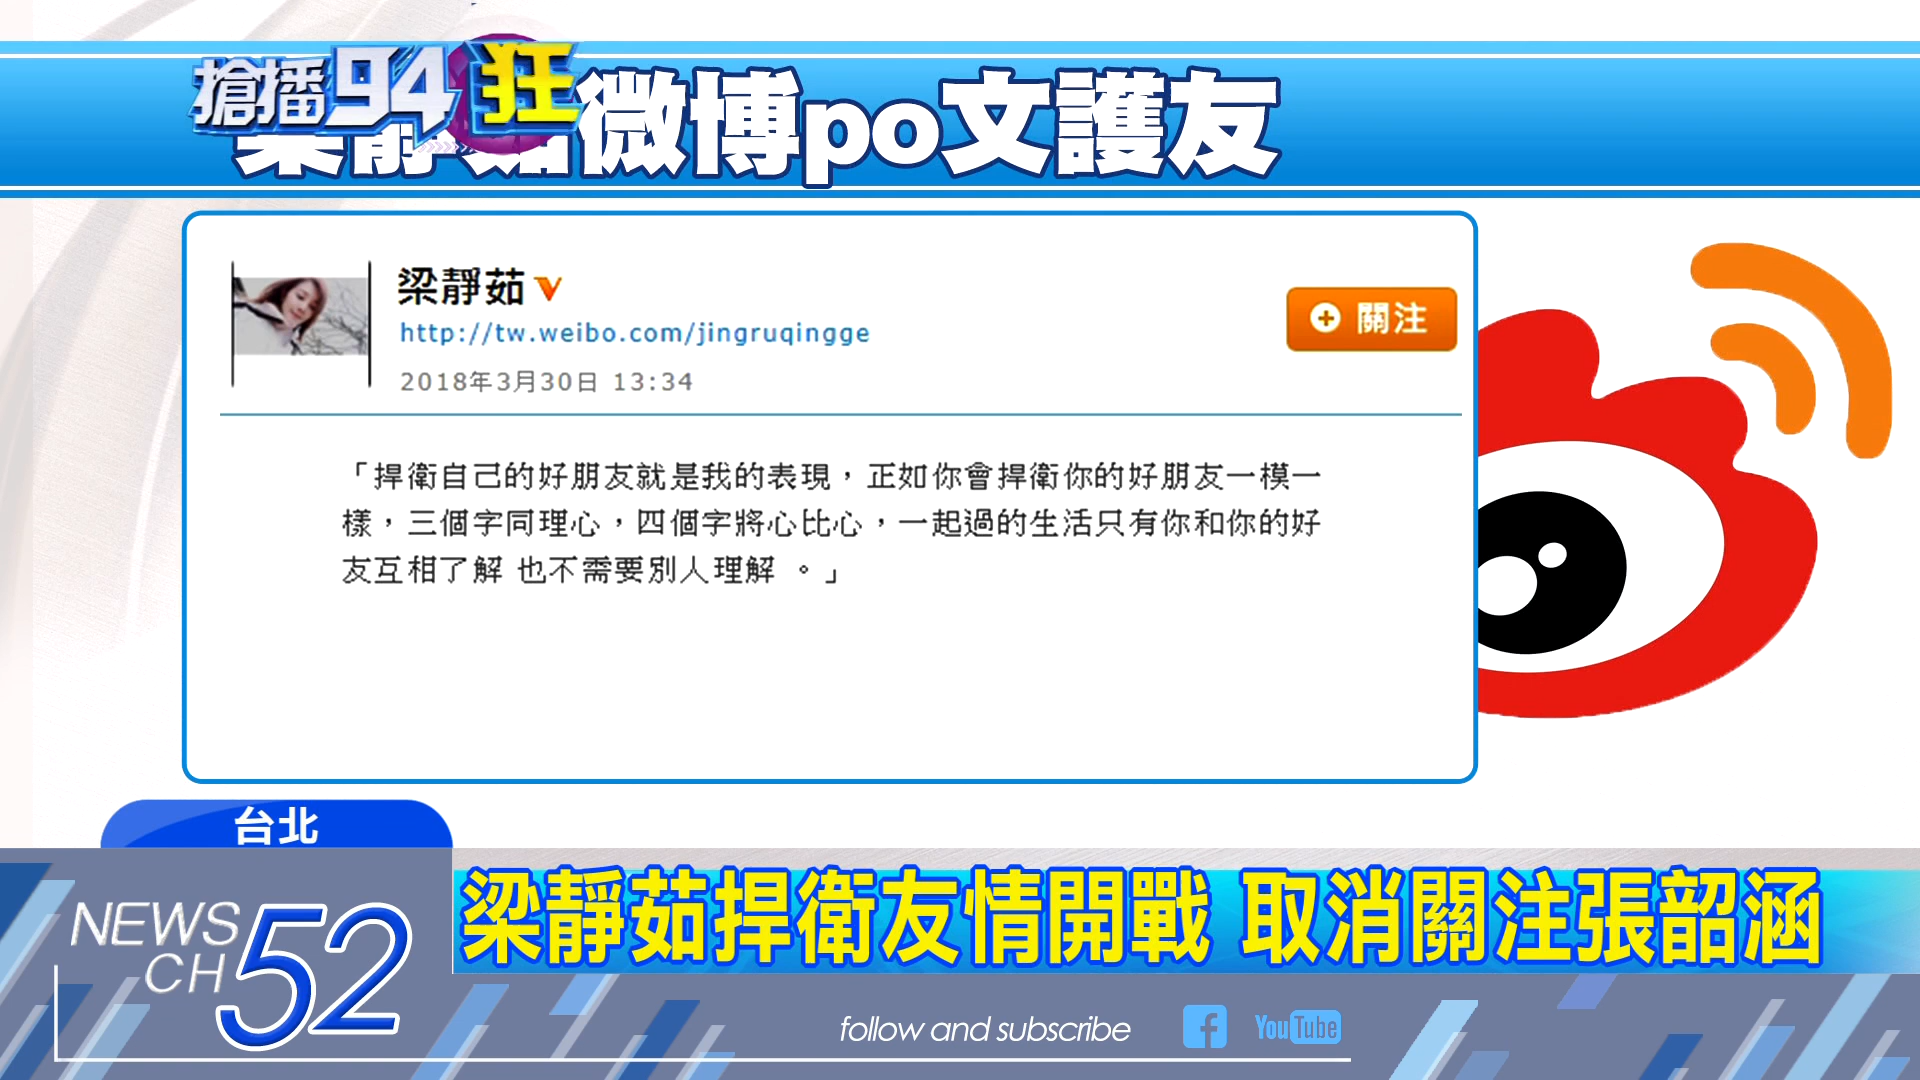 搶播94狂
梁靜茹微博po文護友
梁靜茹
http://tw.weibo.com/jingruqingge
2018年3月30日 13:34
關注
「捍衛自己的好朋友就是我的表現，正如你會捍衛你的好朋友一模一
樣，三個字同理心，四個字將心比心，一起過的生活只有你和你的好
友互相了解 也不需要別人理解 。」
台北
梁靜茹捍衛友情開戰 取消關注張韶涵
NEWS
CH 52
follow and subscribe
YouTube